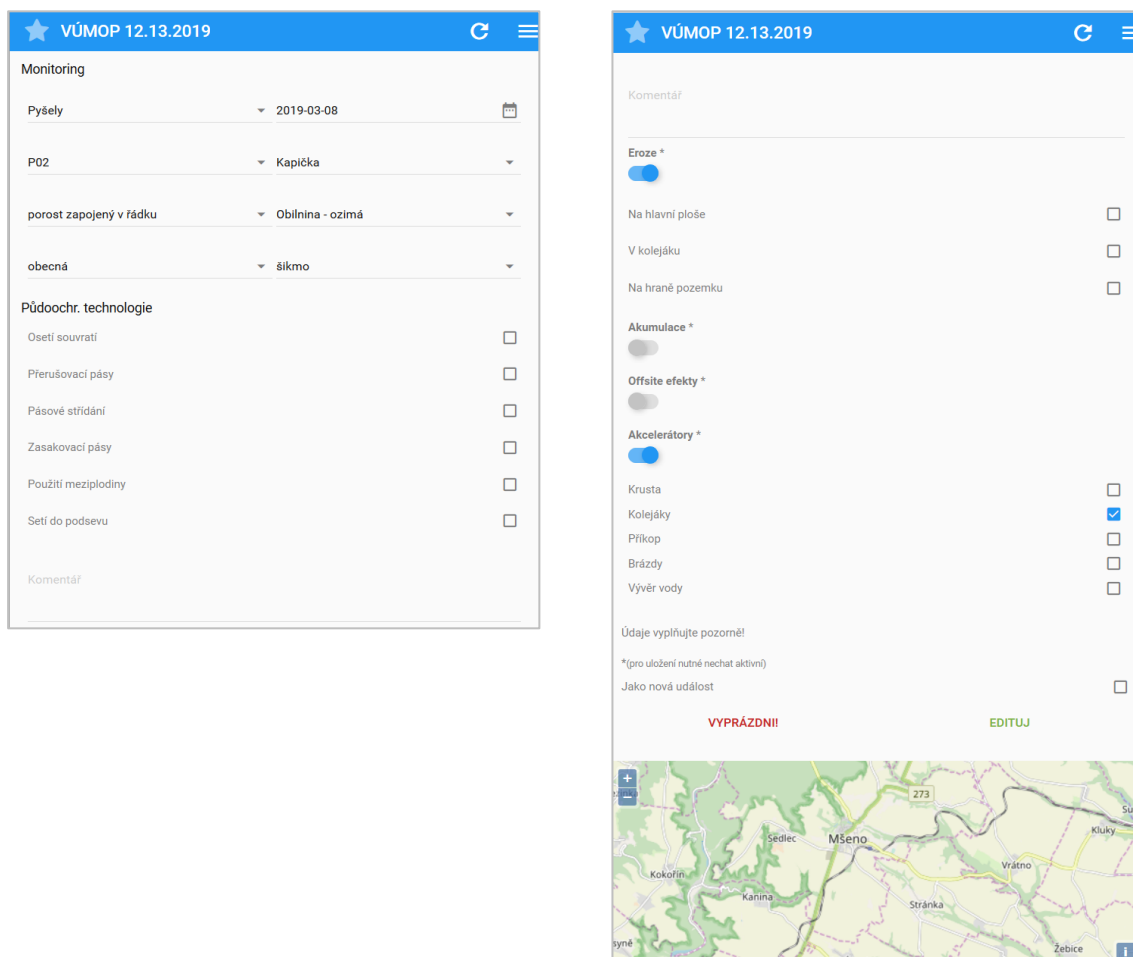 VÚMOP 12.13.2019
Monitoring
Pyšely 2019-03-08
P02 Kapička
porost zapojený v řádku Obilnina - ozimá
obecná šikmo
Půdoochr. technologie
Osetí souvratí
Přerušovací pásy
Pásové střídání
Zasakovací pásy
Použití meziplodiny
Setí do podsevu
Komentář
VÚMOP 12.13.2019
Komentář
Eroze *
Na hlavní ploše
V kolejáku
Na hraně pozemku
Akumulace *
Offsite efekty *
Akcelerátory *
Krusta
Kolejáky
Příkop
Brázdy
Vývěr vody
Údaje vyplňujte pozorně!
*(pro uložení nutné nechat aktivní)
Jako nová událost
VYPRÁZDNI! EDITUJ
+
−
273
Sedlec
Mšeno
Kluky
Vrátno
Kokořín
Kanina
Stránka
Žebice
i